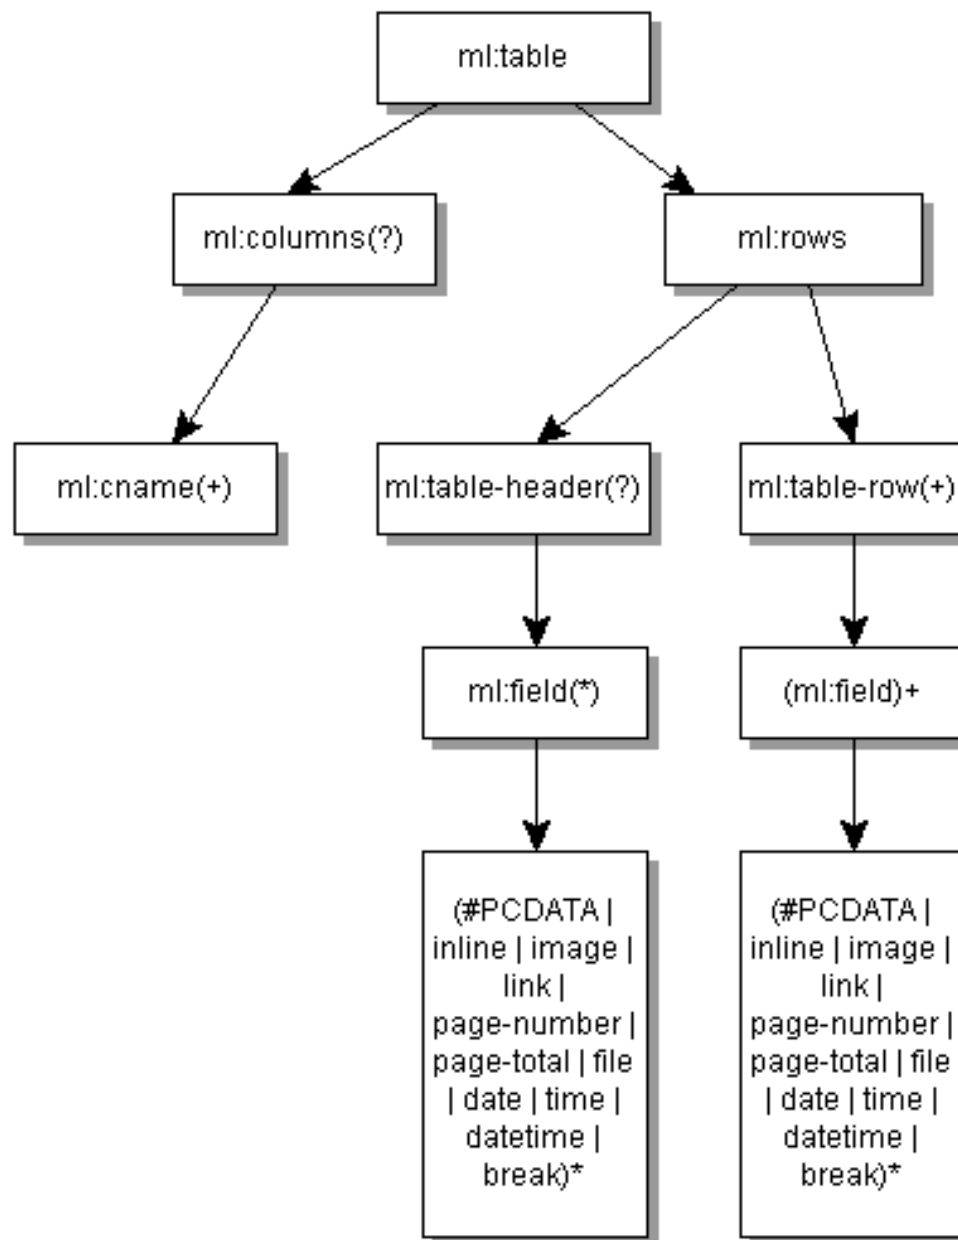 ml:table
ml:columns(?)
ml:rows
ml:cname(+)
ml:table-header(?)
ml:table-row(+)
ml:field(*)
(ml:field)+
(#PCDATA |
inline | image |
link |
page-number |
page-total | file
| date | time |
datetime |
break)*
(#PCDATA |
inline | image |
link |
page-number |
page-total | file
| date | time |
datetime |
break)*